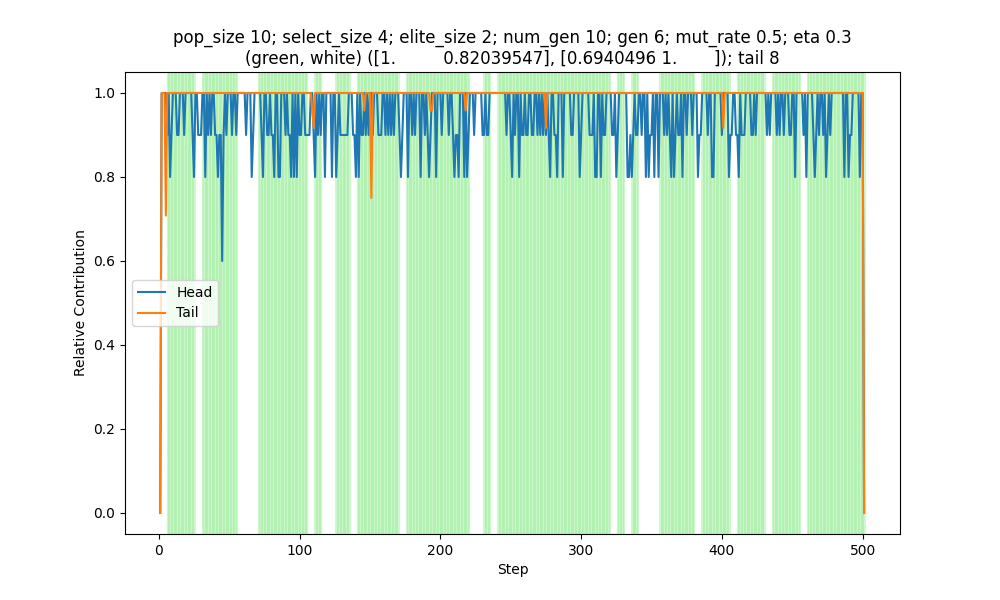 pop_size 10; select_size 4; elite_size 2; num_gen 10; gen 6; mut_rate 0.5; eta 0.3
(green, white) ([1.          0.82039547], [0.6940496 1.        ]); tail 8
1.0
0.8
0.6
0.4
0.2
0.0
Relative Contribution
Head
Tail
0
100
200
300
400
500
Step